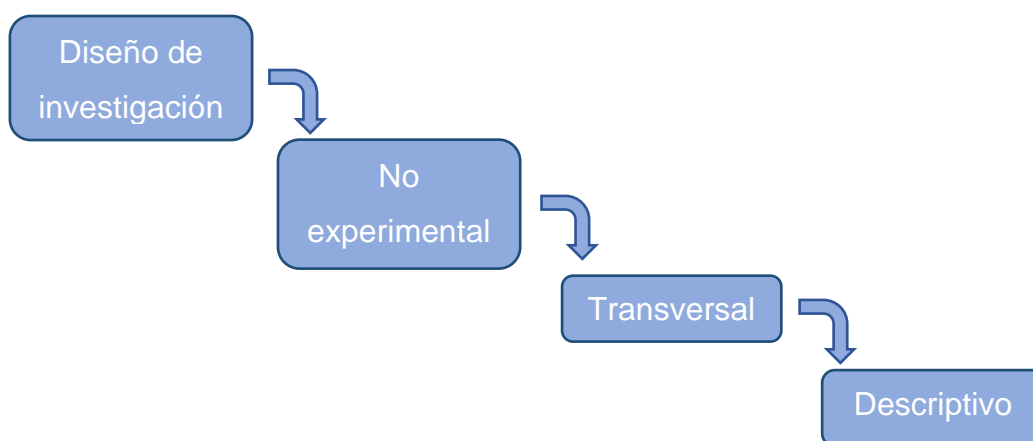 Diseño de
investigación
No
experimental
Transversal
Descriptivo